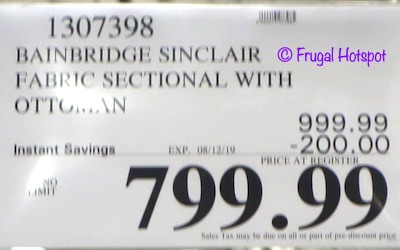 1307398
© Frugal Hotspot
BAINBRIDGE SINCLAIR
FABRIC SECTIONAL WITH
OTTOMAN
999.99
Instant Savings EXP. 08/12/19 -200.00
PRICE AT REGISTER
NO
LIMIT
799.99
Sales Tax may be due on all or part of pre-discount price